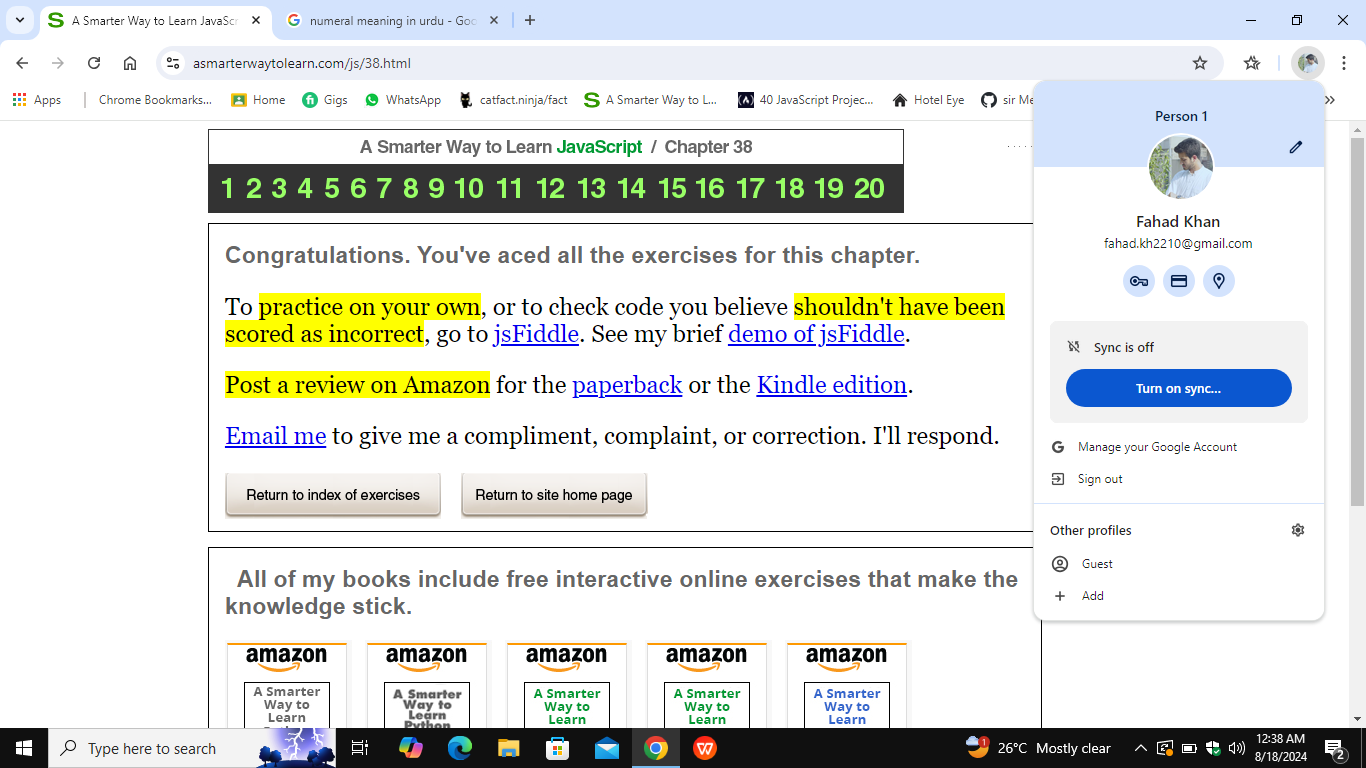 A Smarter Way to Learn JavaSc
numeral meaning in urdu - Goo
asmarterwaytolearn.com/js/38.html
Apps
Chrome Bookmarks...
Home
Gigs
WhatsApp
catfact.ninja/fact
A Smarter Way to L...
40 JavaScript Projec...
Hotel Eye
sir Me
A Smarter Way to Learn JavaScript / Chapter 38
1 2 3 4 5 6 7 8 9 10 11 12 13 14 15 16 17 18 19 20
Congratulations. You've aced all the exercises for this chapter.
To practice on your own, or to check code you believe shouldn't have been
scored as incorrect, go to jsFiddle. See my brief demo of jsFiddle.
Post a review on Amazon for the paperback or the Kindle edition.
Email me to give me a compliment, complaint, or correction. I'll respond.
Return to index of exercises
Return to site home page
All of my books include free interactive online exercises that make the
knowledge stick.
amazon
A Smarter
Way to
Learn
amazon
A Smarter
Way to
Learn Python
amazon
A Smarter
Way to
Learn
amazon
A Smarter
Way to
Learn
amazon
A Smarter
Way to
Learn
Person 1
Fahad Khan
fahad.kh2210@gmail.com
Sync is off
Turn on sync...
Manage your Google Account
Sign out
Other profiles
Guest
Add
Type here to search
1
26°C Mostly clear
12:38 AM
8/18/2024
2